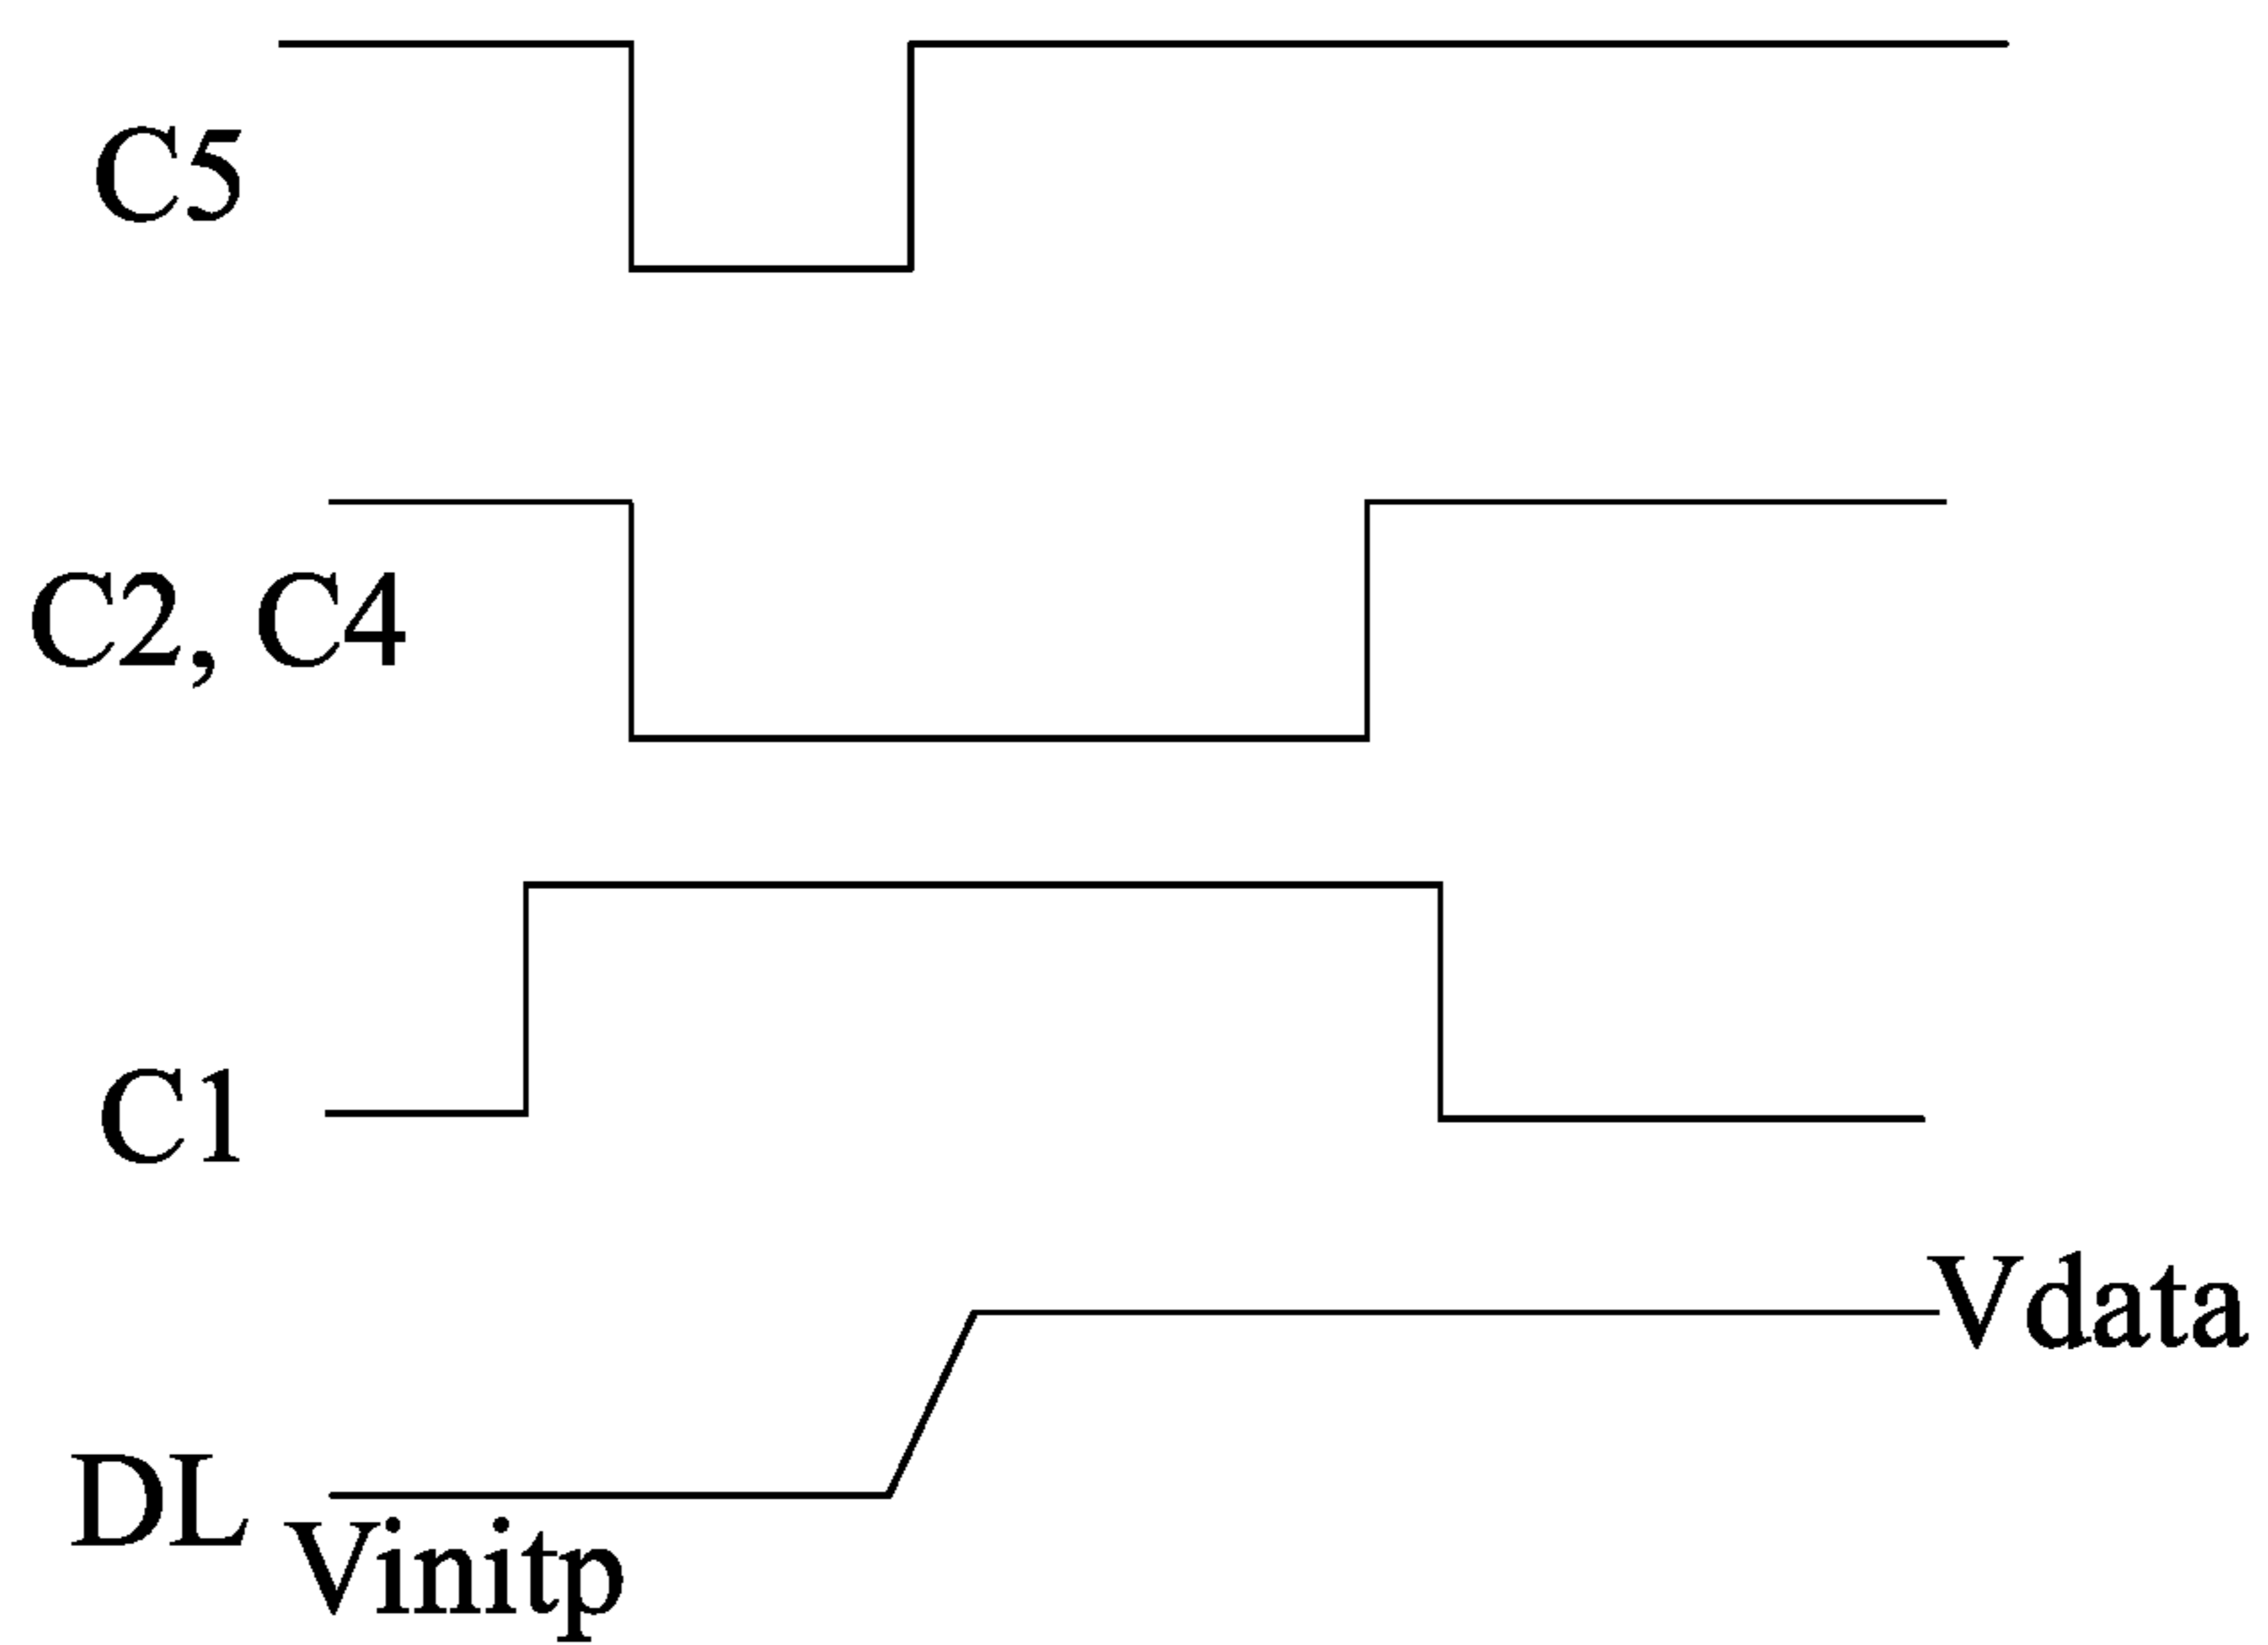 C5
C2, C4
C1
Vdata
DL
Vinitp